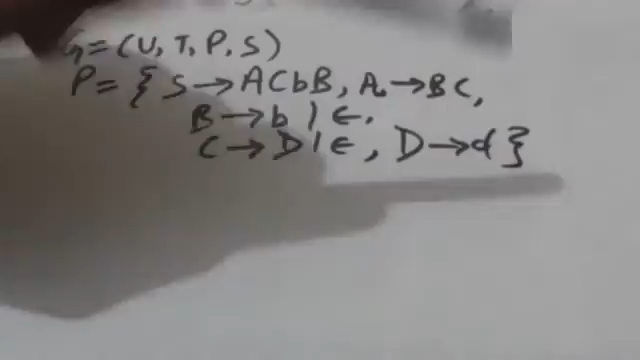 G=(V, T, P, S)
P={ S→ACbB, A→BC,
B→b|ε,
C→D|ε, D→d}